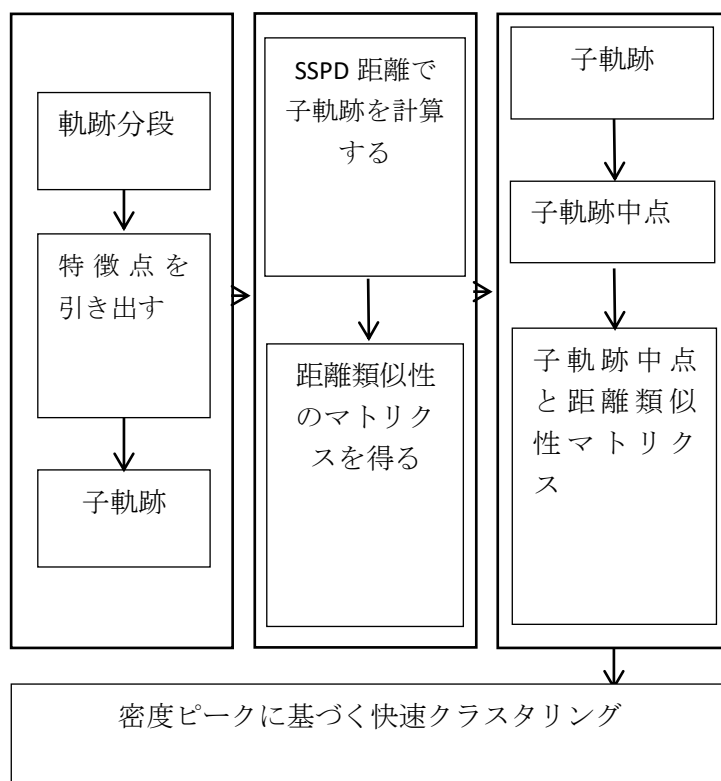 軌跡分段
特徴点を
引き出す
子軌跡
SSPD 距離で
子軌跡を計算
する
距離類似性
のマトリク
スを得る
子軌跡
子軌跡中点
子軌跡中点
と距離類似
性マトリク
ス
密度ピークに基づく快速クラスタリング